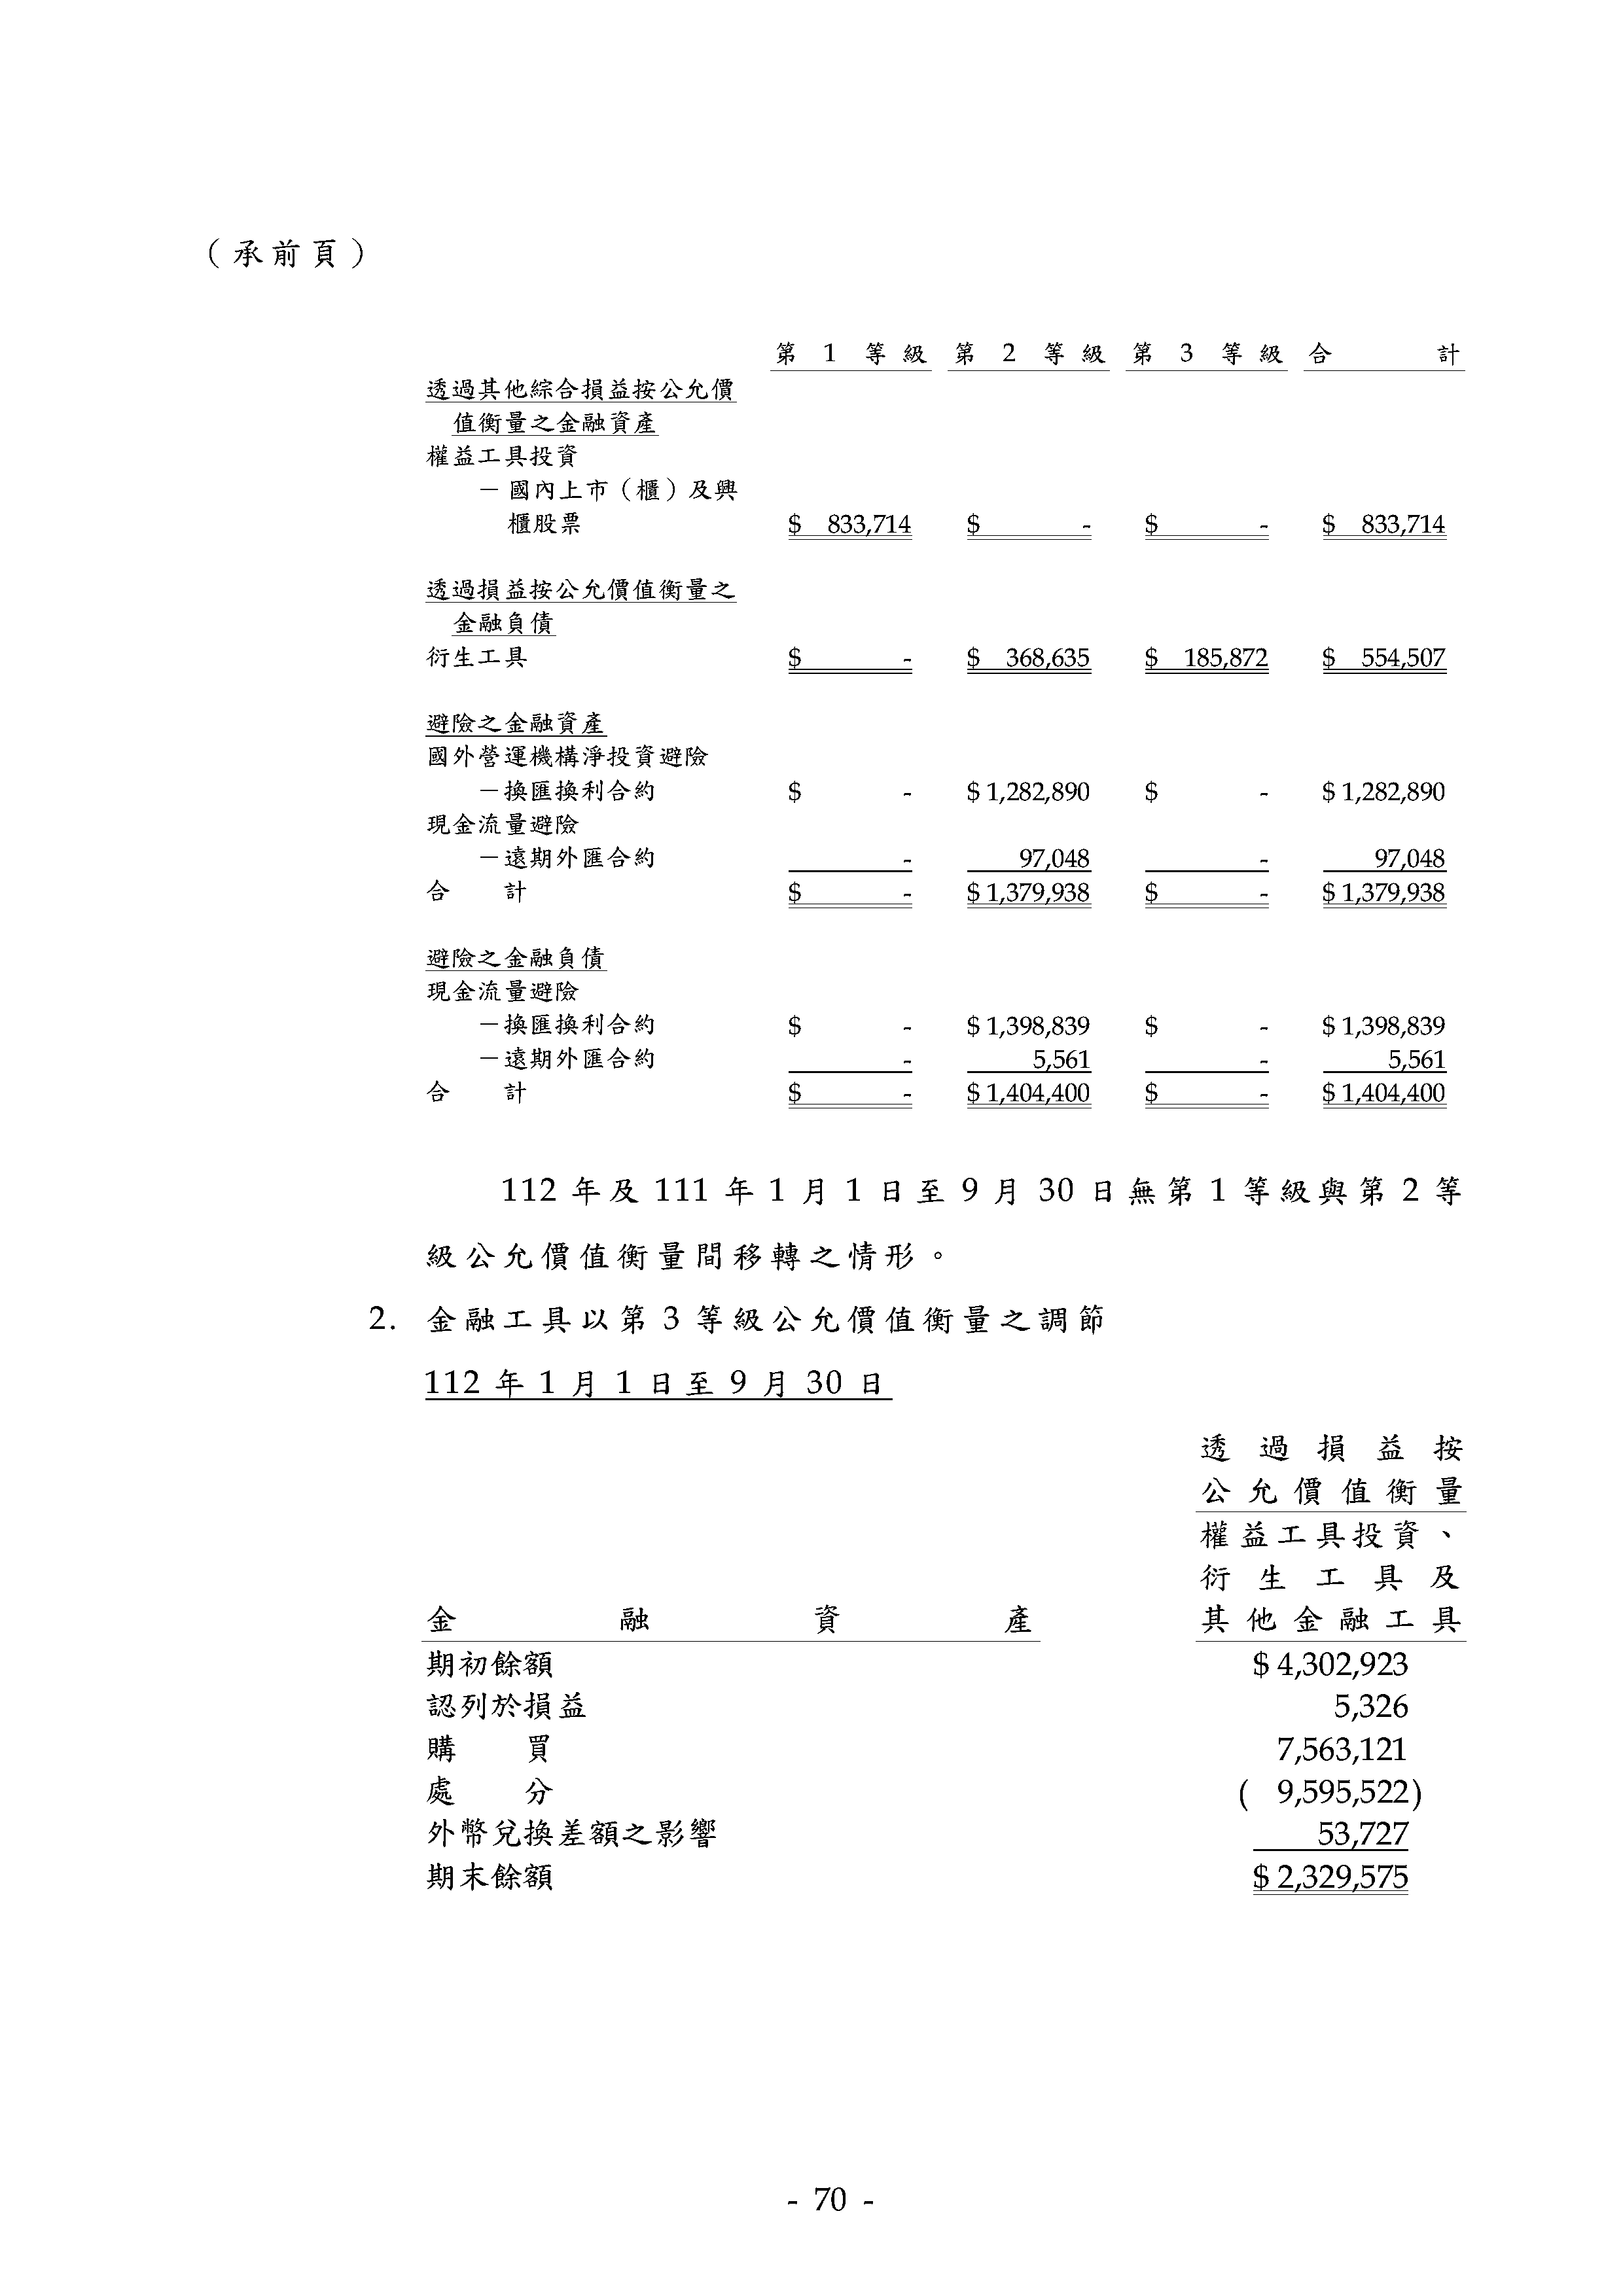 （承前頁）
第 1 等級 第 2 等級 第 3 等級 合 計
透過其他綜合損益按公允價
值衡量之金融資產
權益工具投資
－國內上市（櫃）及興
櫃股票 $ 833,714 $ - $ - $ 833,714
透過損益按公允價值衡量之
金融負債
衍生工具 $ - $ 368,635 $ 185,872 $ 554,507
避險之金融資產
國外營運機構淨投資避險
－換匯換利合約 $ - $ 1,282,890 $ - $ 1,282,890
現金流量避險
－遠期外匯合約 - 97,048 - 97,048
合 計 $ - $ 1,379,938 $ - $ 1,379,938
避險之金融負債
現金流量避險
－換匯換利合約 $ - $ 1,398,839 $ - $ 1,398,839
－遠期外匯合約 - 5,561 - 5,561
合 計 $ - $ 1,404,400 $ - $ 1,404,400
112 年及 111 年 1 月 1 日至 9 月 30 日無第 1 等級與第 2 等
級公允價值衡量間移轉之情形。
2. 金融工具以第 3 等級公允價值衡量之調節
112 年 1 月 1 日至 9 月 30 日
透過損益按
公允價值衡量
權益工具投資、
衍生工具及
金融資產 其他金融工具
期初餘額 $ 4,302,923
認列於損益 5,326
購 買 7,563,121
處 分 ( 9,595,522)
外幣兌換差額之影響 53,727
期末餘額 $ 2,329,575
- 70 -